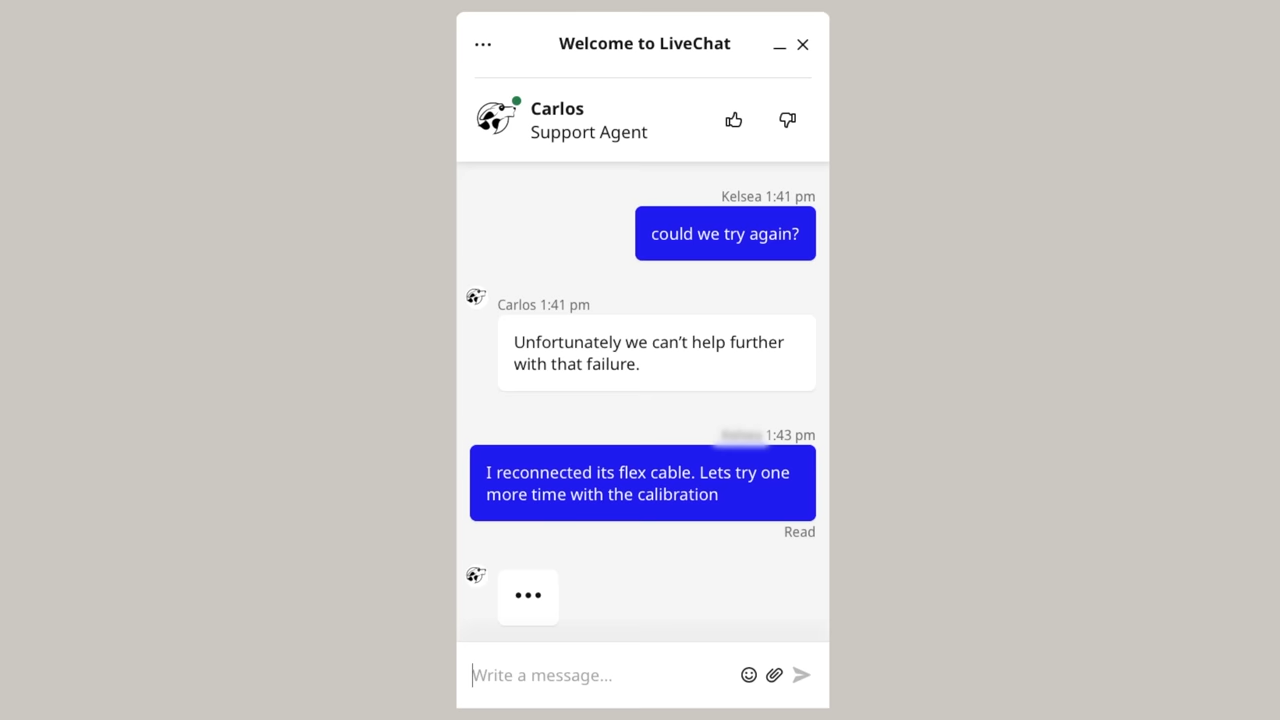 Welcome to LiveChat
Carlos
Support Agent
Kelsea 1:41 pm
could we try again?
Carlos 1:41 pm
Unfortunately we can’t help further
with that failure.
1:43 pm
I reconnected its flex cable. Lets try one
more time with the calibration
Read
Write a message...